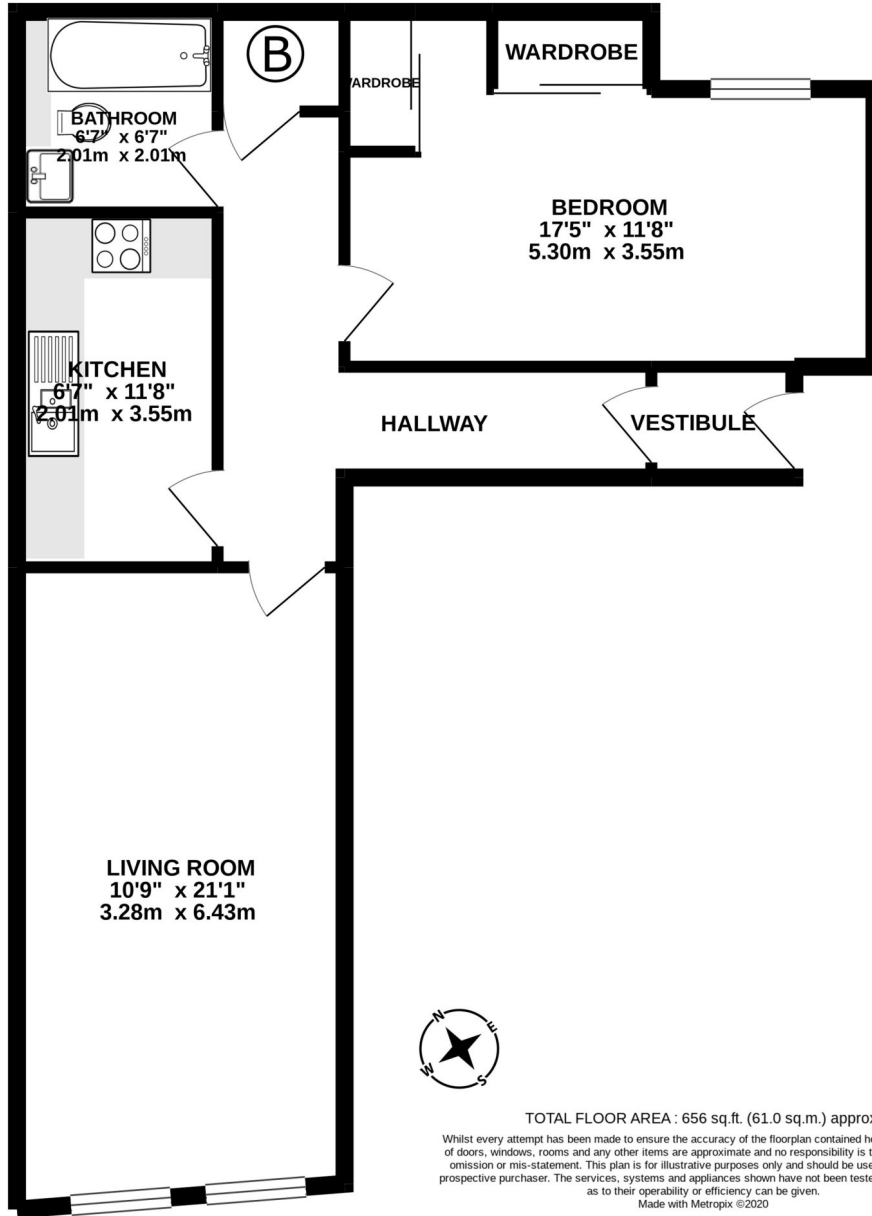 B
WARDROBE
WARDROBE
BATHROOM
6'7" x 6'7"
2.01m x 2.01m
BEDROOM
17'5" x 11'8"
5.30m x 3.55m
KITCHEN
6'7" x 11'8"
2.01m x 3.55m
HALLWAY
VESTIBULE
LIVING ROOM
10'9" x 21'1"
3.28m x 6.43m
N
E
W
S
TOTAL FLOOR AREA : 656 sq.ft. (61.0 sq.m.) approx
Whilst every attempt has been made to ensure the accuracy of the floorplan contained
of doors, windows, rooms and any other items are approximate and no responsibility is
omission or mis-statement. This plan is for illustrative purposes only and should be
prospective purchaser. The services, systems and appliances shown have not been
as to their operability or efficiency can be given.
Made with Metropix ©2020